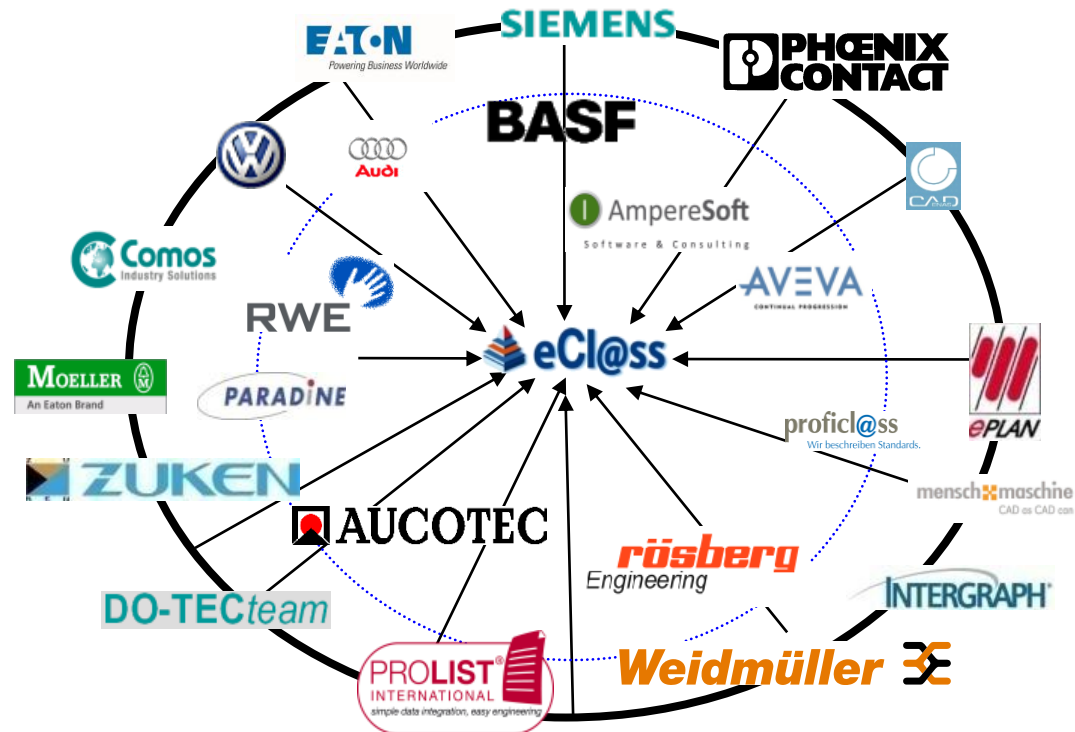 SIEMENS
EATON
Powering Business Worldwide
PHŒNIX
CONTACT
BASF
Audi
CAD
AmpereSoft
Software & Consulting
Comos
Industry Solutions
AVEVA
CONTINUAL PROGRESSION
RWE
eCl@ss
MOELLER
An Eaton Brand
PARADiNE
ePLAN
proficl@ss
Wir beschreiben Standards.
ZUKEN
mensch maschine
CAD as CAD can
AUCOTEC
rösberg
Engineering
INTERGRAPH®
DO-TECteam
PROLIST®
INTERNATIONAL
simple data integration, easy engineering
Weidmüller